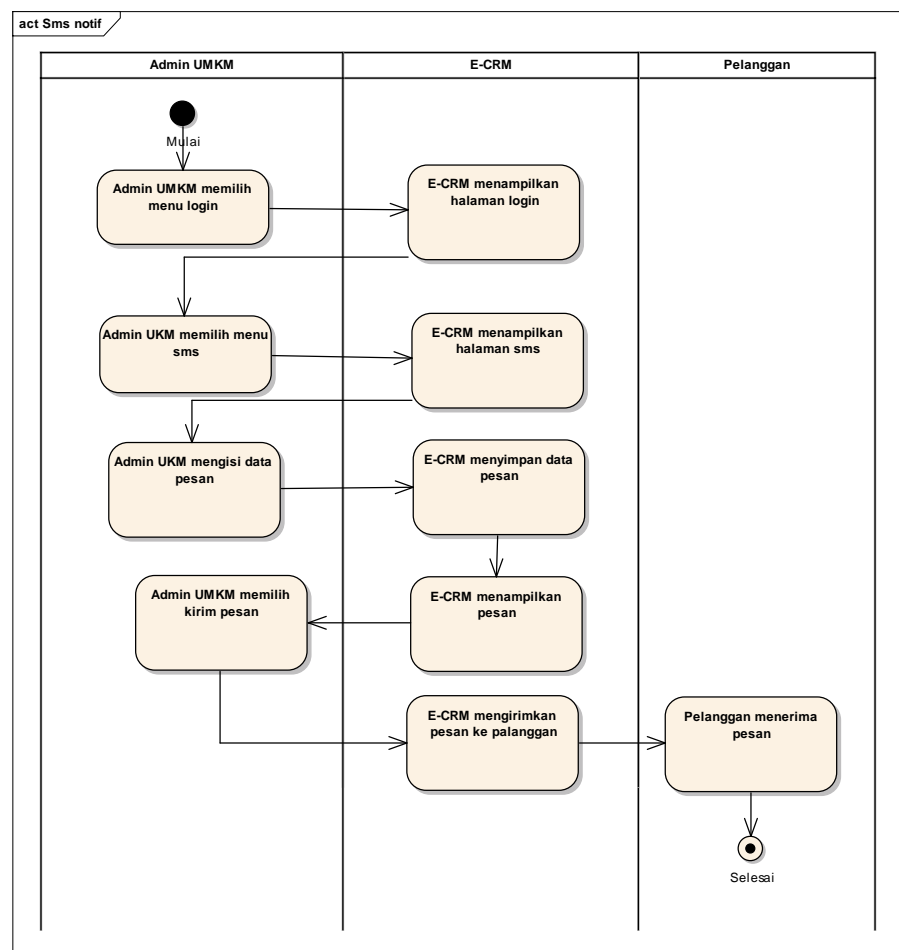 act Sms notif
Admin UMKM
E-CRM
Pelanggan
Mulai
Admin UMKM memilih
menu login
E-CRM menampilkan
halaman login
Admin UKM memilih menu
sms
E-CRM menampilkan
halaman sms
Admin UKM mengisi data
pesan
E-CRM menyimpan data
pesan
Admin UMKM memilih
kirim pesan
E-CRM menampilkan
pesan
E-CRM mengirimkan
pesan ke palanggan
Pelanggan menerima
pesan
Selesai